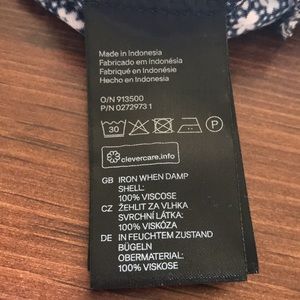 Made in Indonesia
Fabricado em Indonésia
Fabriqué en Indonésie
Hecho en Indonesia
O/N 913500
P/N 0272973 1
30
P
clevercare.info
GB IRON WHEN DAMP
SHELL:
100% VISCOSE
CZ ŽEHLIT ZA VLHKA
SVRCHNÍ LÁTKA:
100% VISKÓZA
DE IN FEUCHTEM ZUSTAND
BÜGELN
OBERMATERIAL:
100% VISKOSE